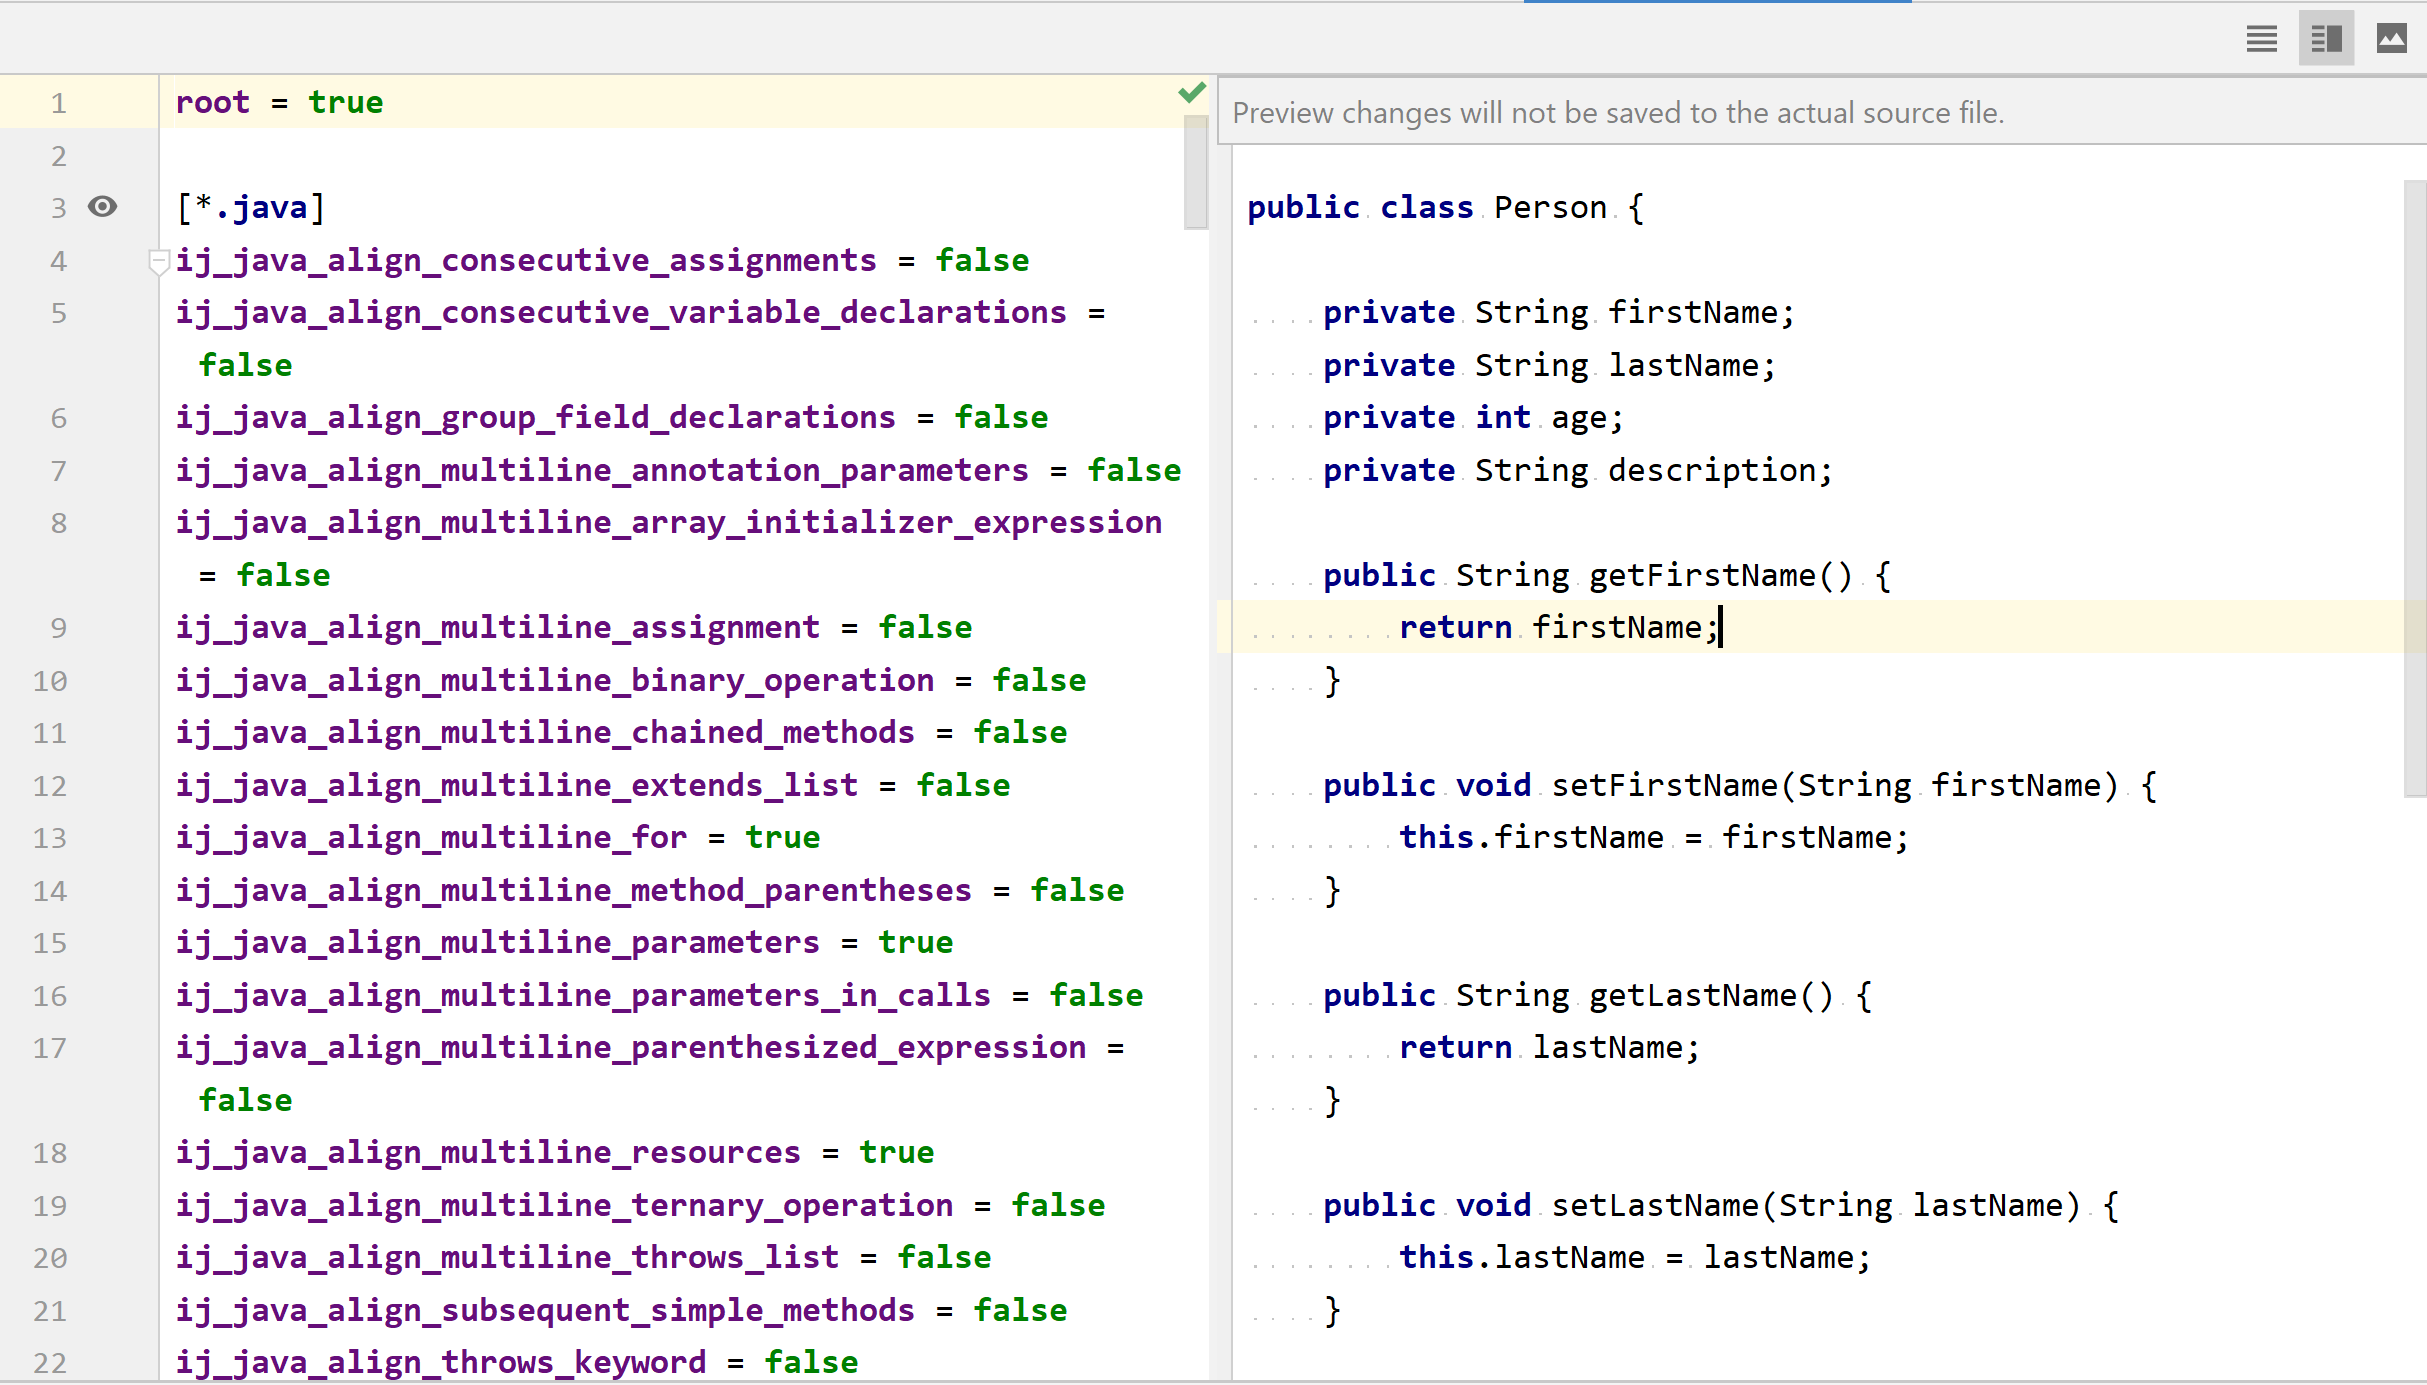 1 root = true
2
3 [*.java]
4 ij_java_align_consecutive_assignments = false
5 ij_java_align_consecutive_variable_declarations =
false
6 ij_java_align_group_field_declarations = false
7 ij_java_align_multiline_annotation_parameters = false
8 ij_java_align_multiline_array_initializer_expression
= false
9 ij_java_align_multiline_assignment = false
10 ij_java_align_multiline_binary_operation = false
11 ij_java_align_multiline_chained_methods = false
12 ij_java_align_multiline_extends_list = false
13 ij_java_align_multiline_for = true
14 ij_java_align_multiline_method_parentheses = false
15 ij_java_align_multiline_parameters = true
16 ij_java_align_multiline_parameters_in_calls = false
17 ij_java_align_multiline_parenthesized_expression =
false
18 ij_java_align_multiline_resources = true
19 ij_java_align_multiline_ternary_operation = false
20 ij_java_align_multiline_throws_list = false
21 ij_java_align_subsequent_simple_methods = false
22 ij_java_align_throws_keyword = false
Preview changes will not be saved to the actual source file.
public class Person {
    private String firstName;
    private String lastName;
    private int age;
    private String description;
    public String getFirstName() {
        return firstName;
    }
    public void setFirstName(String firstName) {
        this.firstName = firstName;
    }
    public String getLastName() {
        return lastName;
    }
    public void setLastName(String lastName) {
        this.lastName = lastName;
    }